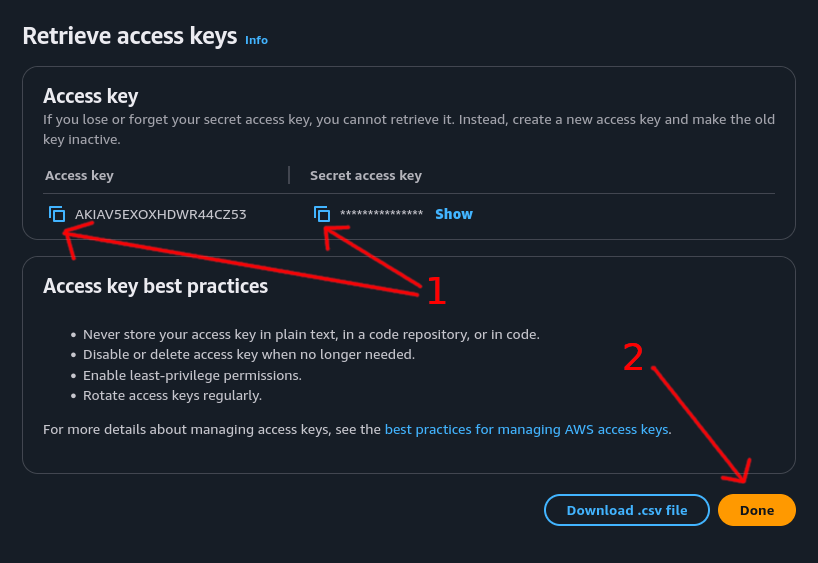 Retrieve access keys Info
Access key
If you lose or forget your secret access key, you cannot retrieve it. Instead, create a new access key and make the old
key inactive.
Access key | Secret access key
AKIAV5EXOXHDWR44CZ53 *************** Show
1
Access key best practices
• Never store your access key in plain text, in a code repository, or in code.
2
• Disable or delete access key when no longer needed.
• Enable least-privilege permissions.
• Rotate access keys regularly.
For more details about managing access keys, see the best practices for managing AWS access keys.
Download .csv file Done